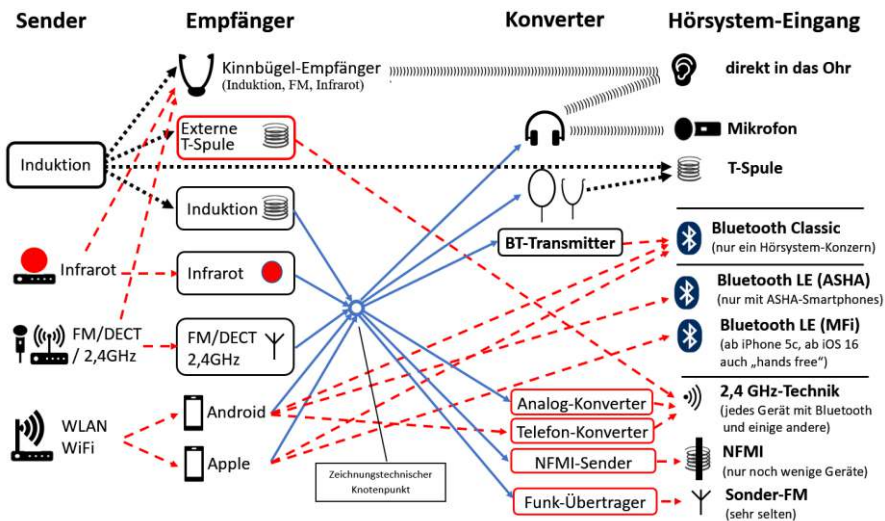 Sender
Empfänger
Konverter
Hörsystem-Eingang
Kinnbügel-Empfänger
(Induktion, FM, Infrarot)
direkt in das Ohr
Externe
T-Spule
Mikrofon
Induktion
T-Spule
Induktion
BT-Transmitter
Bluetooth Classic
(nur ein Hörsystem-Konzern)
Infrarot
Infrarot
Bluetooth LE (ASHA)
(nur mit ASHA-Smartphones)
FM/DECT
/ 2,4GHz
FM/DECT
2,4GHz
Bluetooth LE (MFi)
(ab iPhone 5c, ab iOS 16
auch „hands free“)
WLAN
WiFi
Android
Apple
Analog-Konverter
Telefon-Konverter
2,4 GHz-Technik
(jedes Gerät mit Bluetooth
und einige andere)
Zeichnungstechnischer
Knotenpunkt
NFMI-Sender
NFMI
(nur noch wenige Geräte)
Funk-Übertrager
Sonder-FM
(sehr selten)